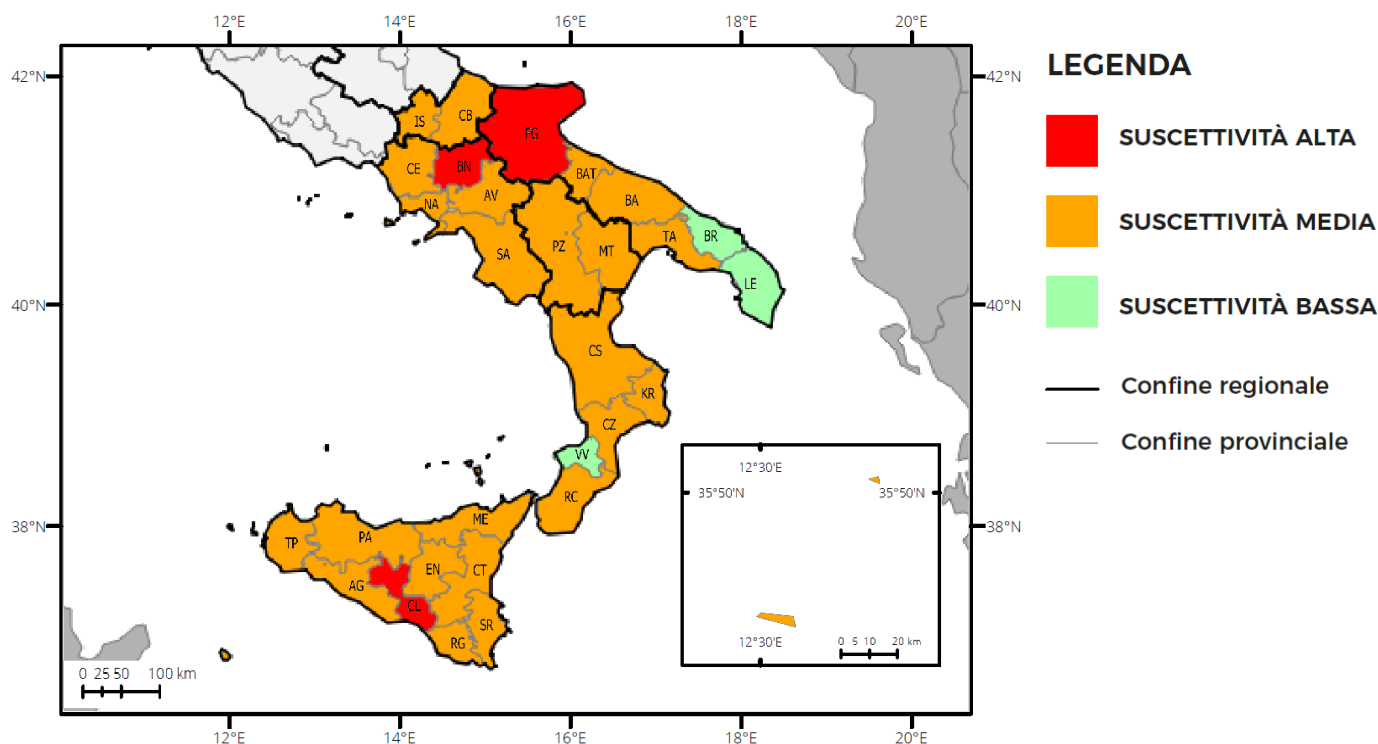 12°E 14°E 16°E 18°E 20°E
42°N 42°N
LEGENDA
SUSCETTIVITÀ ALTA
IS CB FG
CE BN BAT
AV
NA BA
SUSCETTIVITÀ MEDIA
SA PZ MT TA BR
LE
40°N 40°N
SUSCETTIVITÀ BASSA
CS
KR
Confine regionale
CZ
Confine provinciale
VV
RC
12°30'E
35°50'N 35°50'N
38°N 38°N
ME
TP PA
EN CT
AG
CL
SR
RG
12°30'E
0 5 10 20 km
0 25 50 100 km
12°E 14°E 16°E 18°E 20°E